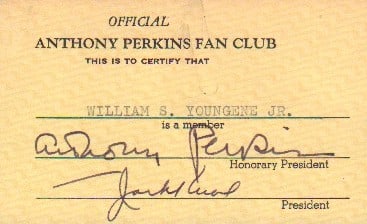 OFFICIAL
ANTHONY PERKINS FAN CLUB
THIS IS TO CERTIFY THAT
WILLIAM S. YOUNGENE JR.
is a member
Anthony Perkins
Honorary President
President